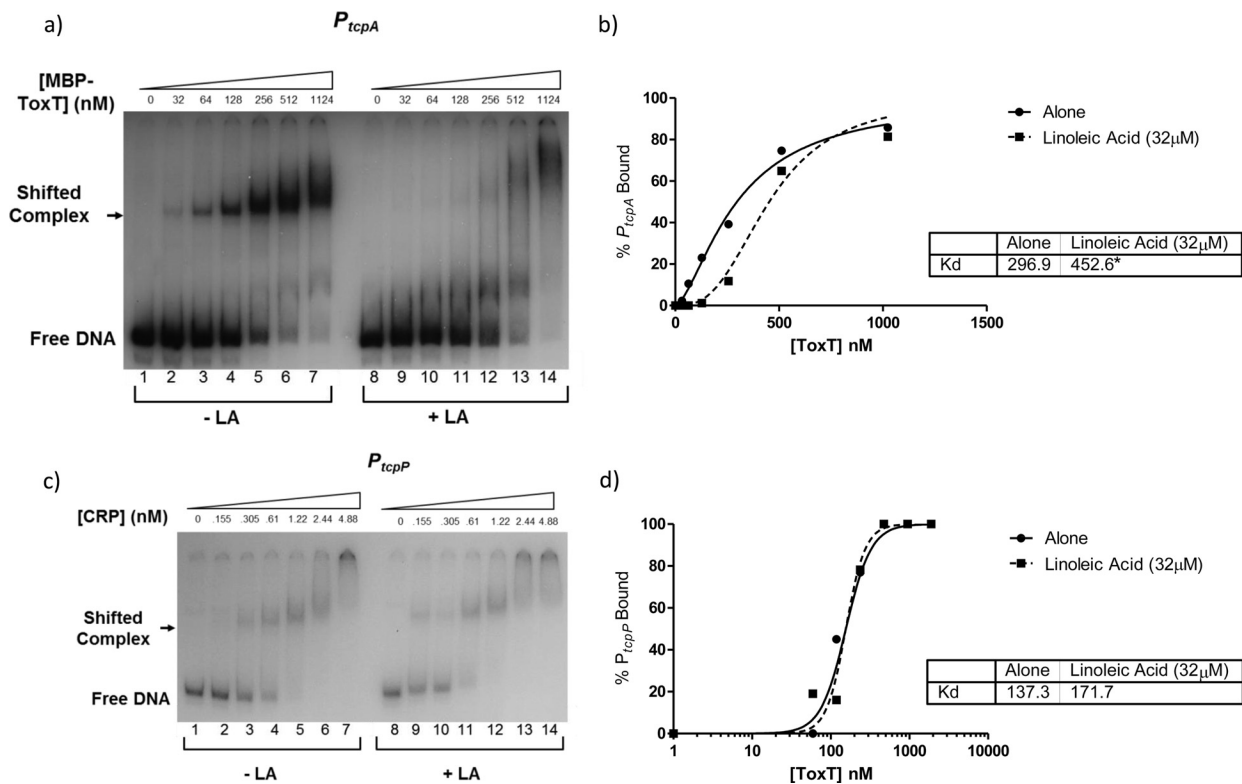 a)
PtcpA
[MBP-
ToxT] (nM)
0 32 64 128 256 512 1124 0 32 64 128 256 512 1124
Shifted
Complex
Free DNA
1 2 3 4 5 6 7 8 9 10 11 12 13 14
- LA + LA
b)
% PtcpA Bound
100
80
60
40
20
0
0 500 1000 1500
[ToxT] nM
Alone
Linoleic Acid (32μM)
Alone Linoleic Acid (32μM)
Kd 296.9 452.6*
c)
PtcpP
[CRP] (nM)
0 .155 .305 .61 1.22 2.44 4.88 0 .155 .305 .61 1.22 2.44 4.88
Shifted
Complex
Free DNA
1 2 3 4 5 6 7 8 9 10 11 12 13 14
- LA + LA
d)
% PtcpP Bound
100
80
60
40
20
0
1 10 100 1000 10000
[ToxT] nM
Alone
Linoleic Acid (32μM)
Alone Linoleic Acid (32μM)
Kd 137.3 171.7